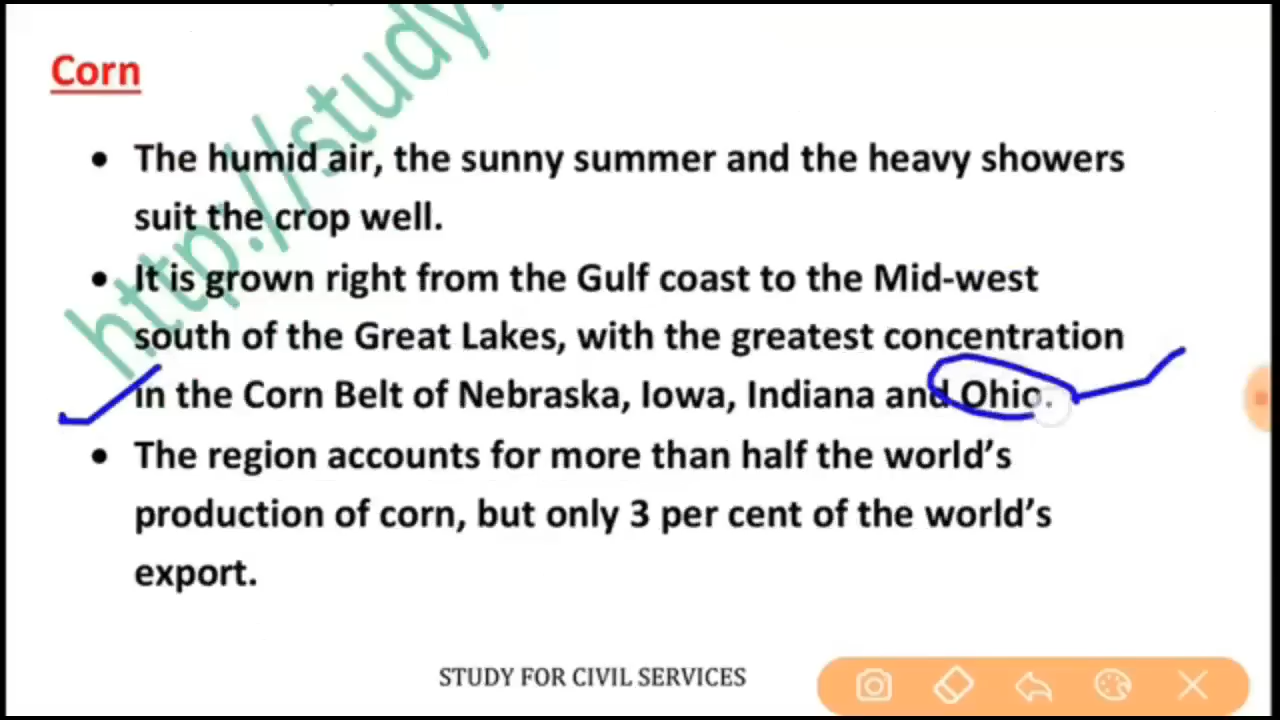 Corn
http://study
• The humid air, the sunny summer and the heavy showers
suit the crop well.
• It is grown right from the Gulf coast to the Mid-west
south of the Great Lakes, with the greatest concentration
in the Corn Belt of Nebraska, Iowa, Indiana and Ohio.
• The region accounts for more than half the world's
production of corn, but only 3 per cent of the world's
export.
STUDY FOR CIVIL SERVICES